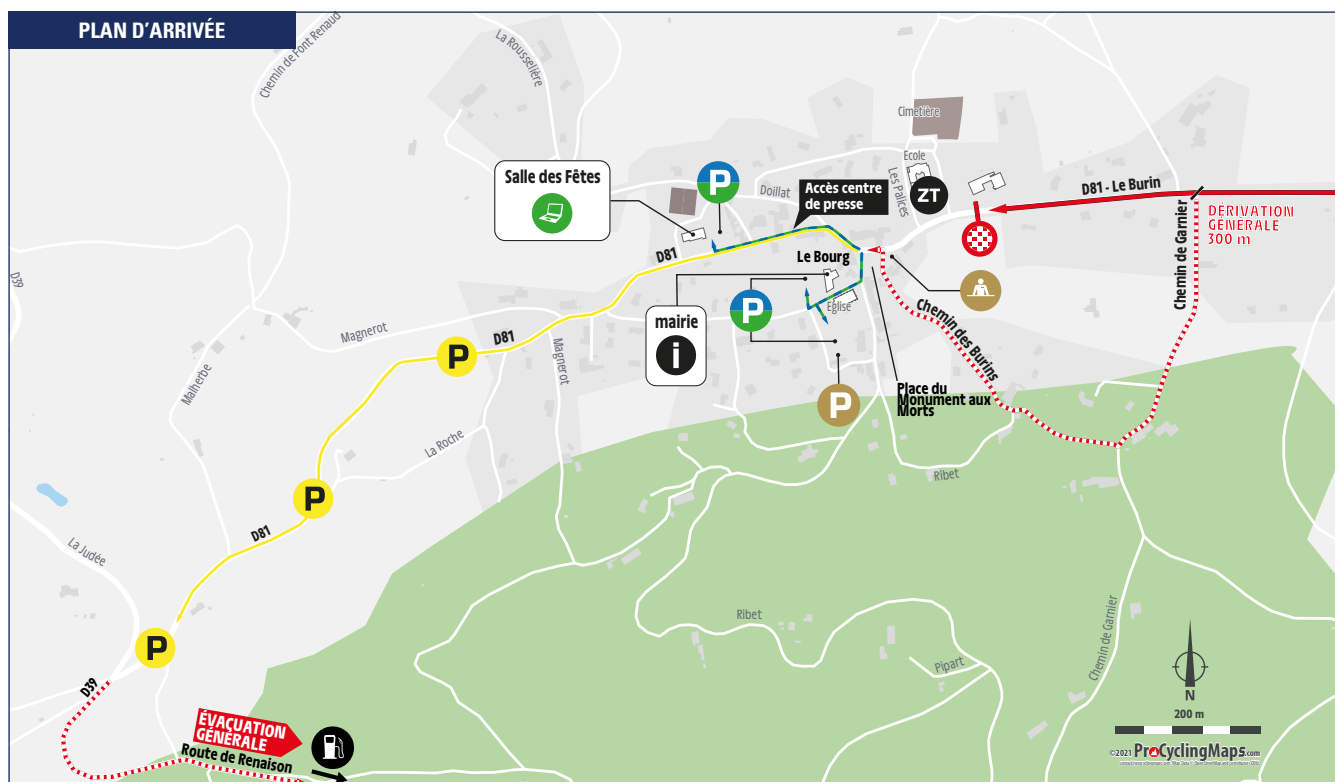 PLAN D'ARRIVÉE
Chemin de Font Renaud
La Rousselière
Cimetière
Ecole
Les Palices
ZT
Salle des Fêtes
P
Doillat
Accès centre
de presse
D81 - Le Burin
DÉRIVATION
GÉNÉRALE
300 m
Chemin de Garnier
D81
Le Bourg
D39
Magnerot
D81
P
mairie
i
P
Église
Chemin des Burins
Malherbe
Magnerot
Place du
Monument aux
Morts
P
La Roche
Ribet
P
D81
La Judée
Ribet
P
Pipart
Chemin de Garnier
N
D39
ÉVACUATION
GÉNÉRALE
Route de Renaison
200 m
©2021 ProCyclingMaps.com